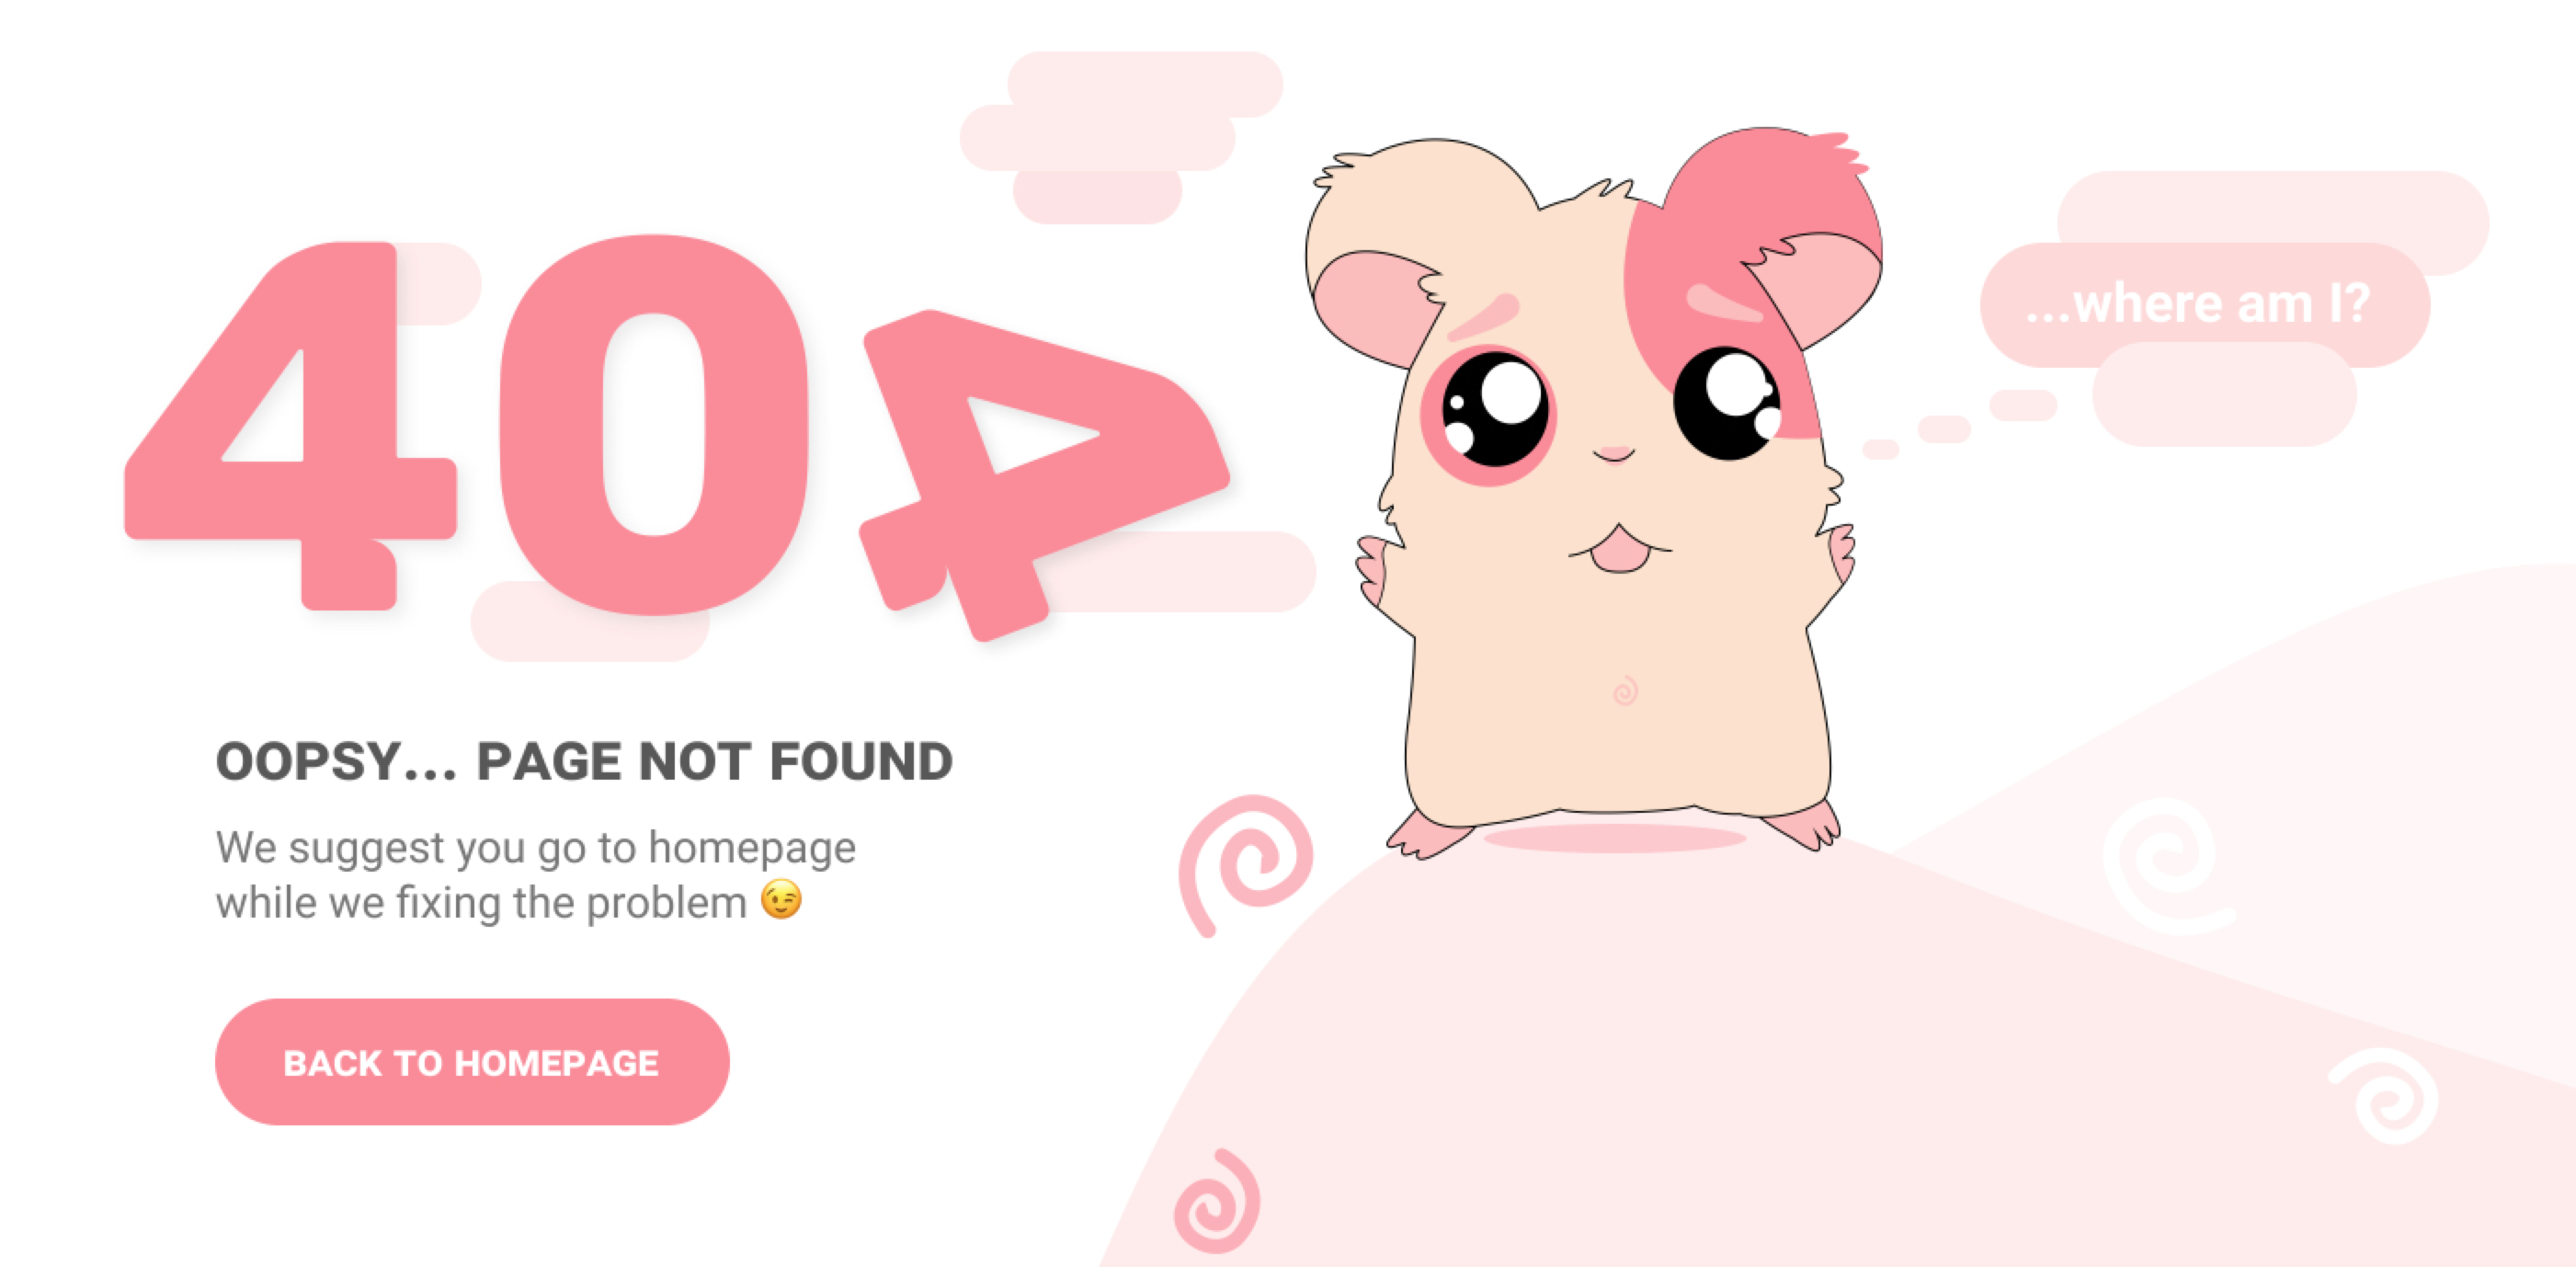 404
...where am I?
OOPSY... PAGE NOT FOUND
We suggest you go to homepage
while we fixing the problem 😉
BACK TO HOMEPAGE